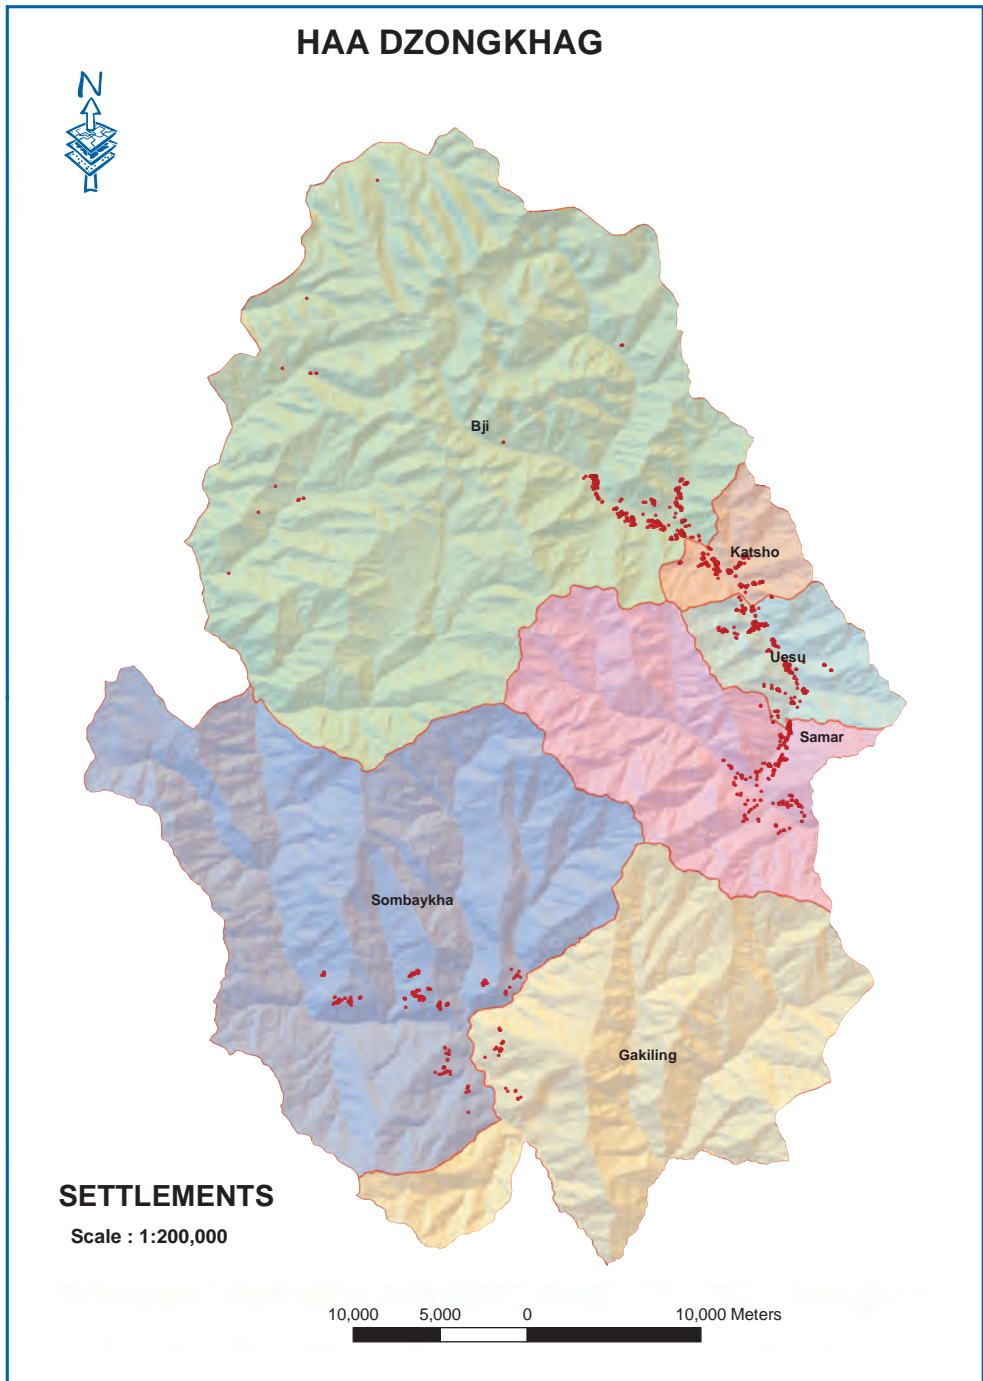 HAA DZONGKHAG
N
Bji
Katsho
Uesu
Samar
Sombaykha
Gakiling
SETTLEMENTS
Scale : 1:200,000
10,000 5,000 0 10,000 Meters